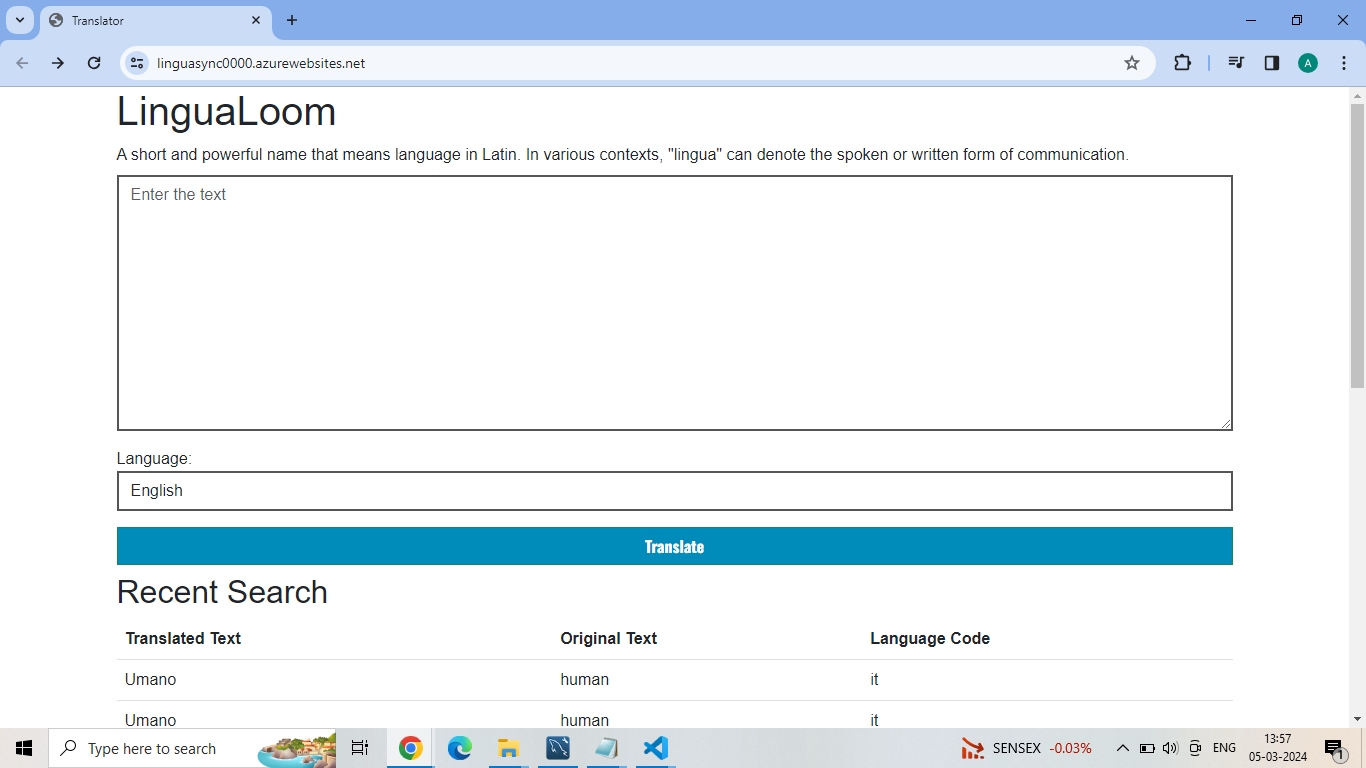 Translator
linguasync0000.azurewebsites.net
A
LinguaLoom
A short and powerful name that means language in Latin. In various contexts, "lingua" can denote the spoken or written form of communication.
Enter the text
Language:
English
Translate
Recent Search
Translated Text Original Text Language Code
Umano human it
Umano human it
Type here to search
SENSEX -0.03%
ENG
13:57
05-03-2024
1